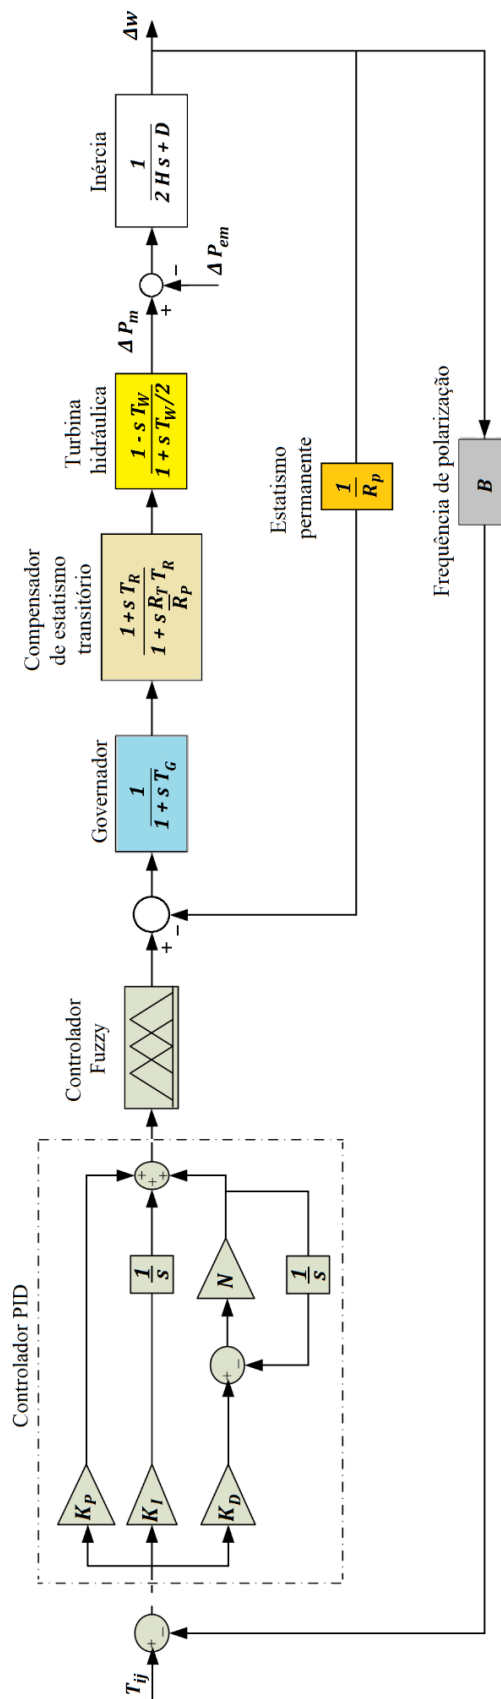 Controlador PID
Controlador
Fuzzy
Governador
Compensador
de estatismo
transitório
Turbina
hidráulica
Inércia
T_ij
+
−
K_P
K_I
K_D
1
s
+
−
N
1
s
+
+
+
+
−
1
1 + s T_G
1 + s T_R
1 + s R_T T_R
R_P
1 - s T_W
1 + s T_W/2
Δ P_m
+
−
Δ P_em
1
2 H s + D
Δw
Estatismo
permanente
1
R_p
Frequência de polarização
B